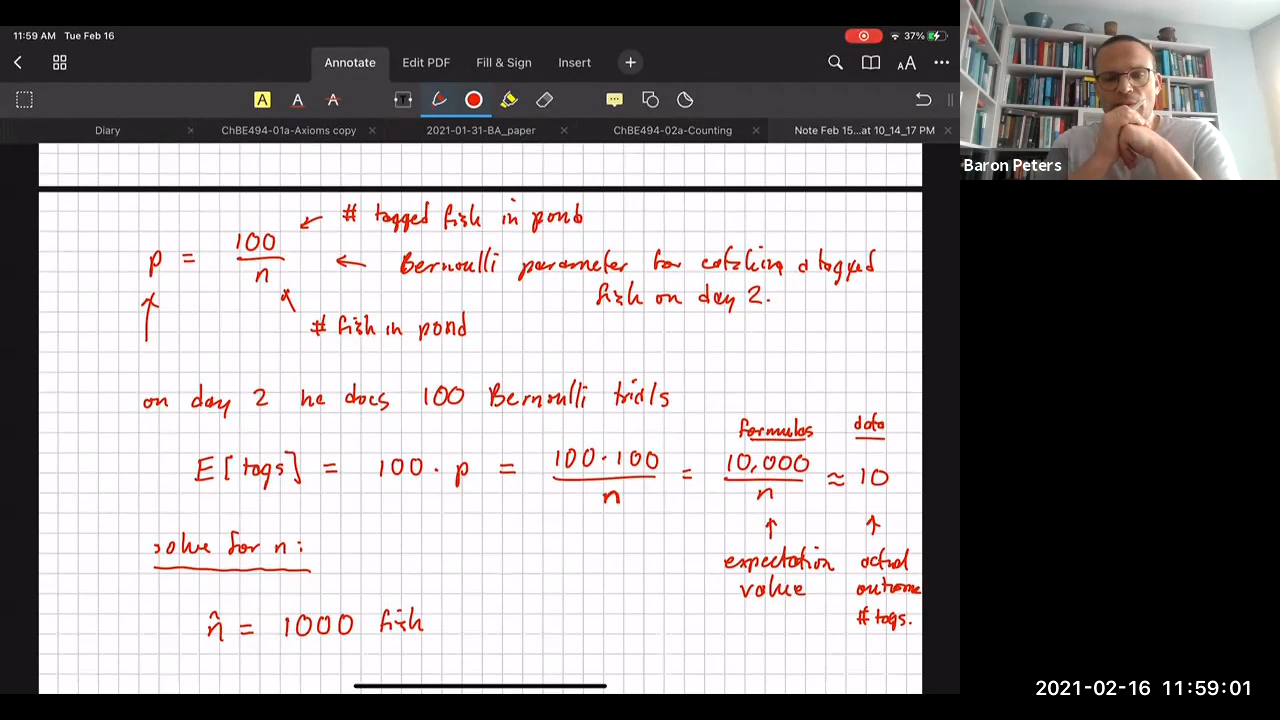 11:59 AM Tue Feb 16
37%
Annotate Edit PDF Fill & Sign Insert
A A A T AA
Diary ChBE494-01a-Axioms copy 2021-01-31-BA_paper ChBE494-02a-Counting Note Feb 15...at 10_14_17 PM
Baron Peters
# tagged fish in pond
p = 100/n ← Bernoulli parameter for catching a tagged
fish on day 2.
# fish in pond
on day 2 he does 100 Bernoulli trials
formulas data
E[tags] = 100 · p = 100·100/n = 10,000/n ≈ 10
solve for n:
expectation value
actual outcome # tags.
n̂ = 1000 fish
2021-02-16 11:59:01